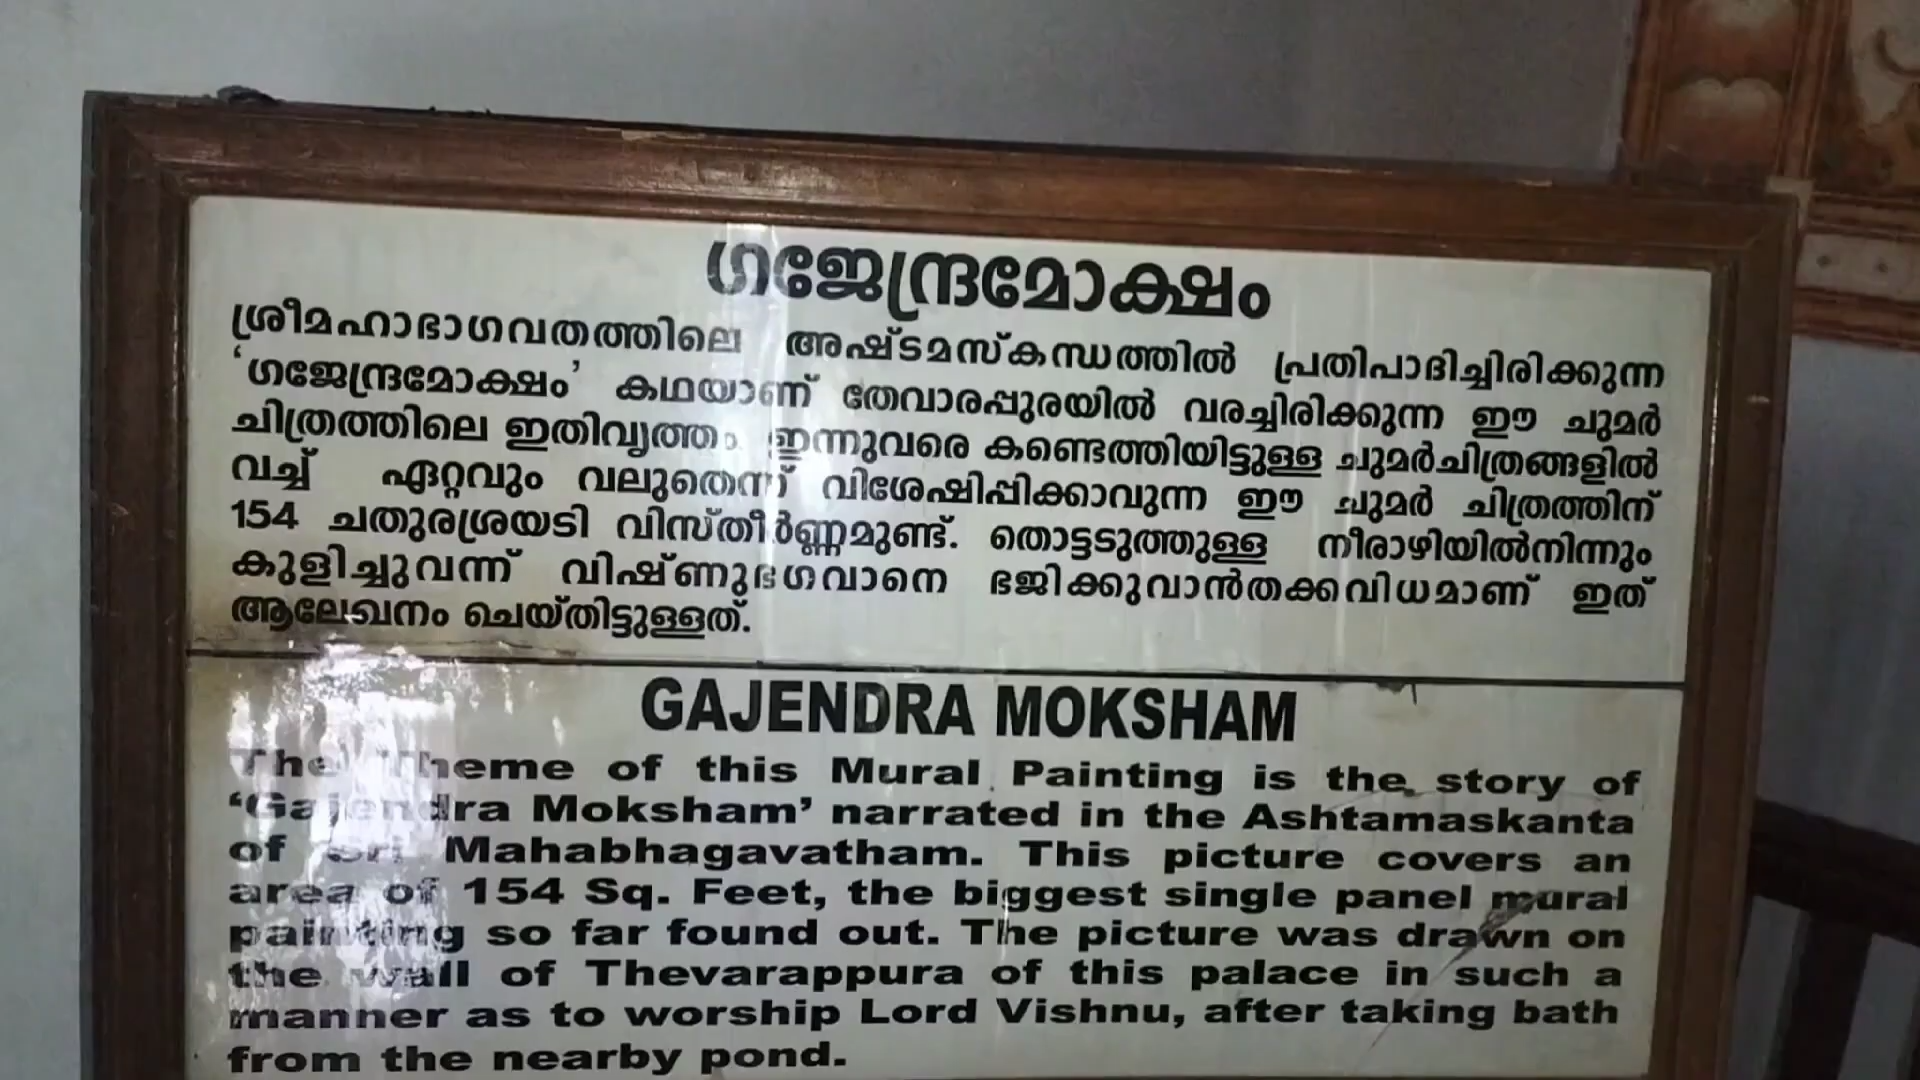 ഗജേന്ദ്രമോക്ഷം
ശ്രീമഹാഭാഗവതത്തിലെ അഷ്ടമസ്കന്ധത്തിൽ പ്രതിപാദിച്ചിരിക്കുന്ന
‘ഗജേന്ദ്രമോക്ഷം’ കഥയാണ് തേവാരപ്പുരയിൽ വരച്ചിരിക്കുന്ന ഈ ചുമർ
ചിത്രത്തിലെ ഇതിവൃത്തം. ഇന്നുവരെ കണ്ടെത്തിയിട്ടുള്ള ചുമർചിത്രങ്ങളിൽ
വച്ച് ഏറ്റവും വലുതെന്ന് വിശേഷിപ്പിക്കാവുന്ന ഈ ചുമർ ചിത്രത്തിന്
154 ചതുരശ്രയടി വിസ്തീർണ്ണമുണ്ട്. തൊട്ടടുത്തുള്ള നീരാഴിയിൽനിന്നും
കുളിച്ചുവന്ന് വിഷ്ണുഭഗവാനെ ഭജിക്കുവാൻതക്കവിധമാണ് ഇത്
ആലേഖനം ചെയ്തിട്ടുള്ളത്.
GAJENDRA MOKSHAM
The Theme of this Mural Painting is the story of
‘Gajendra Moksham’ narrated in the Ashtamaskanta
of Sri Mahabhagavatham. This picture covers an
area of 154 Sq. Feet, the biggest single panel mural
painting so far found out. The picture was drawn on
the wall of Thevarappura of this palace in such a
manner as to worship Lord Vishnu, after taking bath
from the nearby pond.